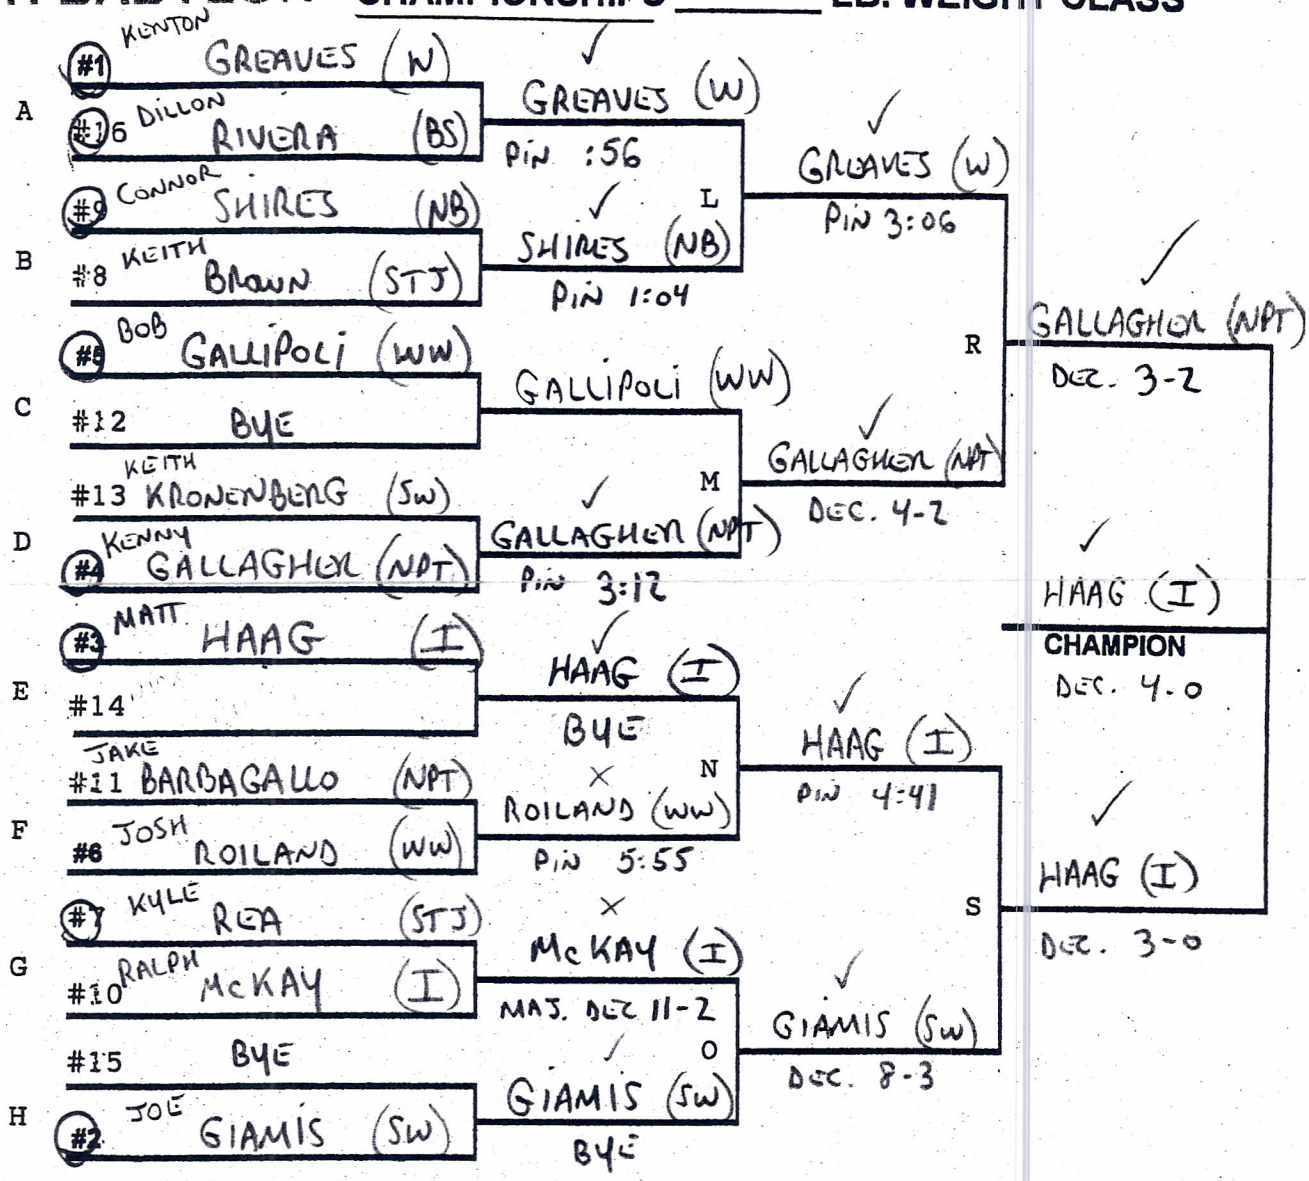 CHAMPIONSHIPS ______ LB. WEIGHT CLASS
KENTON
#1 GREAVES (W)
A
#16 DILLON RIVERA (BS)
GREAVES (W)
PIN :56
#9 CONNOR SHIRES (NB)
B
#8 KEITH BROWN (STJ)
SHIRES (NB)
PIN 1:04
L
GREAVES (W)
PIN 3:06
#5 BOB GALLIPOLI (WW)
C
#12 BYE
GALLIPOLI (WW)
KEITH
#13 KRONENBERG (SW)
D
KENNY
#4 GALLAGHER (NPT)
GALLAGHER (NPT)
PIN 3:12
M
GALLAGHER (NPT)
DEC. 4-2
R
GALLAGHER (NPT)
DEC. 3-2
MATT
#3 HAAG (I)
E
#14
HAAG (I)
BYE
JAKE
#11 BARBAGALLO (NPT)
F
#6 JOSH ROILAND (WW)
ROILAND (WW)
PIN 5:55
N
HAAG (I)
PIN 4:41
#7 KYLE REA (STJ)
G
#10 RALPH McKAY (I)
McKAY (I)
MAJ. DEC 11-2
#15 BYE
H
#2 JOE GIAMIS (SW)
GIAMIS (SW)
BYE
O
GIAMIS (SW)
DEC. 8-3
S
HAAG (I)
DEC. 3-0
HAAG (I)
CHAMPION
DEC. 4-0